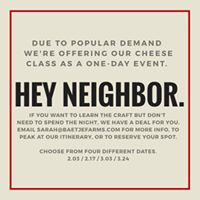 DUE TO POPULAR DEMAND
WE'RE OFFERING OUR CHEESE
CLASS AS A ONE-DAY EVENT.
HEY NEIGHBOR.
IF YOU WANT TO LEARN THE CRAFT BUT DON'T
NEED TO SPEND THE NIGHT, WE HAVE A DEAL FOR YOU.
EMAIL SARAH@BAETJEFARMS.COM FOR MORE INFO, TO
PEAK AT OUR ITINERARY, OR TO RESERVE YOUR SPOT.
CHOOSE FROM FOUR DIFFERENT DATES.
2.03 / 2.17 / 3.03 / 3.24